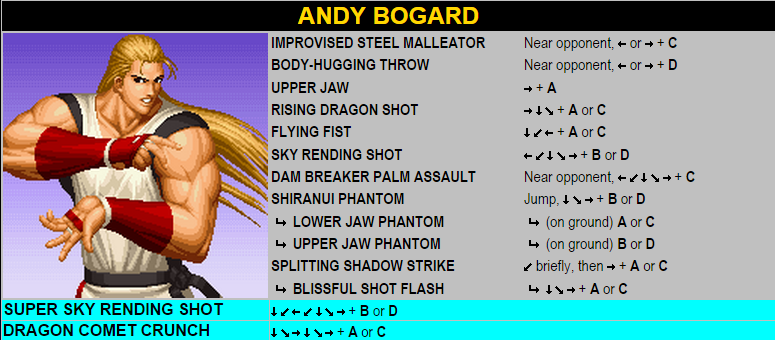 ANDY BOGARD
IMPROVISED STEEL MALLEATOR Near opponent, ← or → + C
BODY-HUGGING THROW Near opponent, ← or → + D
UPPER JAW → + A
RISING DRAGON SHOT → ↓ ↘ + A or C
FLYING FIST ↓ ↙ ← + A or C
SKY RENDING SHOT ← ↙ ↓ ↘ → + B or D
DAM BREAKER PALM ASSAULT Near opponent, ← ↙ ↓ ↘ → + C
SHIRANUI PHANTOM Jump, ↓ ↘ → + B or D
↳ LOWER JAW PHANTOM ↳ (on ground) A or C
↳ UPPER JAW PHANTOM ↳ (on ground) B or D
SPLITTING SHADOW STRIKE ↙ briefly, then → + A or C
↳ BLISSFUL SHOT FLASH ↳ ↓ ↘ → + A or C
SUPER SKY RENDING SHOT ↓ ↙ ← ↙ ↓ ↘ → + B or D
DRAGON COMET CRUNCH ↓ ↘ → ↓ ↘ → + A or C